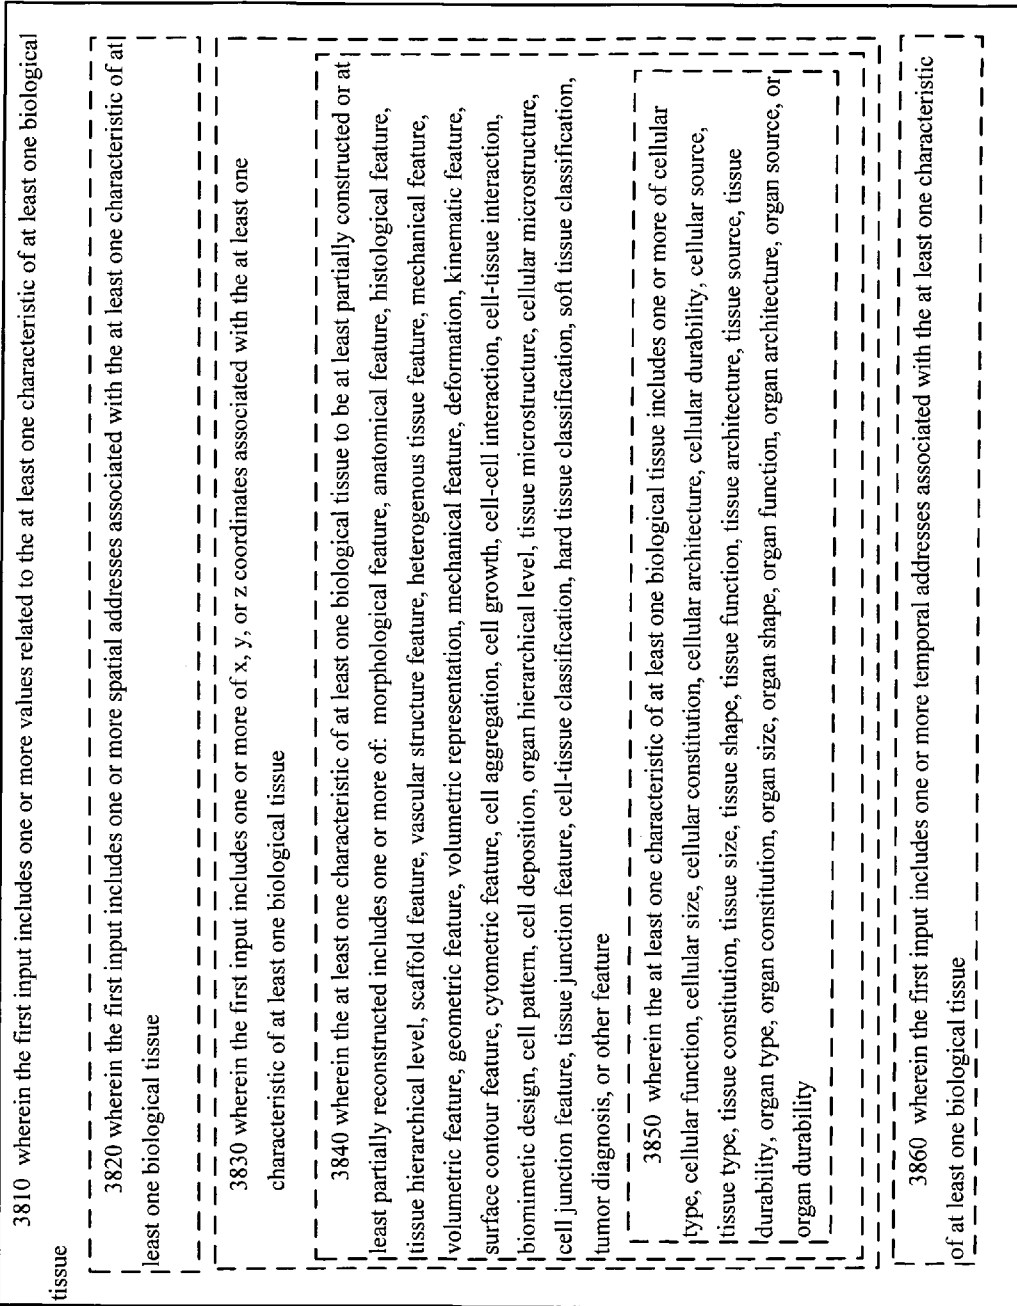 3810 wherein the first input includes one or more values related to the at least one characteristic of at least one biological
tissue
3820 wherein the first input includes one or more spatial addresses associated with the at least one characteristic of at
least one biological tissue
3830 wherein the first input includes one or more of x, y, or z coordinates associated with the at least one
characteristic of at least one biological tissue
3840 wherein the at least one characteristic of at least one biological tissue to be at least partially constructed or at
least partially reconstructed includes one or more of: morphological feature, anatomical feature, histological feature,
tissue hierarchical level, scaffold feature, vascular structure feature, heterogenous tissue feature, mechanical feature,
volumetric feature, geometric feature, volumetric representation, mechanical feature, deformation, kinematic feature,
surface contour feature, cytometric feature, cell aggregation, cell growth, cell-cell interaction, cell-tissue interaction,
biomimetic design, cell pattern, cell deposition, organ hierarchical level, tissue microstructure, cellular microstructure,
cell junction feature, tissue junction feature, cell-tissue classification, hard tissue classification, soft tissue classification,
tumor diagnosis, or other feature
3850 wherein the at least one characteristic of at least one biological tissue includes one or more of cellular
type, cellular function, cellular size, cellular constitution, cellular architecture, cellular durability, cellular source,
tissue type, tissue constitution, tissue size, tissue shape, tissue function, tissue architecture, tissue source, tissue
durability, organ type, organ constitution, organ size, organ shape, organ function, organ architecture, organ source, or
organ durability
3860 wherein the first input includes one or more temporal addresses associated with the at least one characteristic
of at least one biological tissue